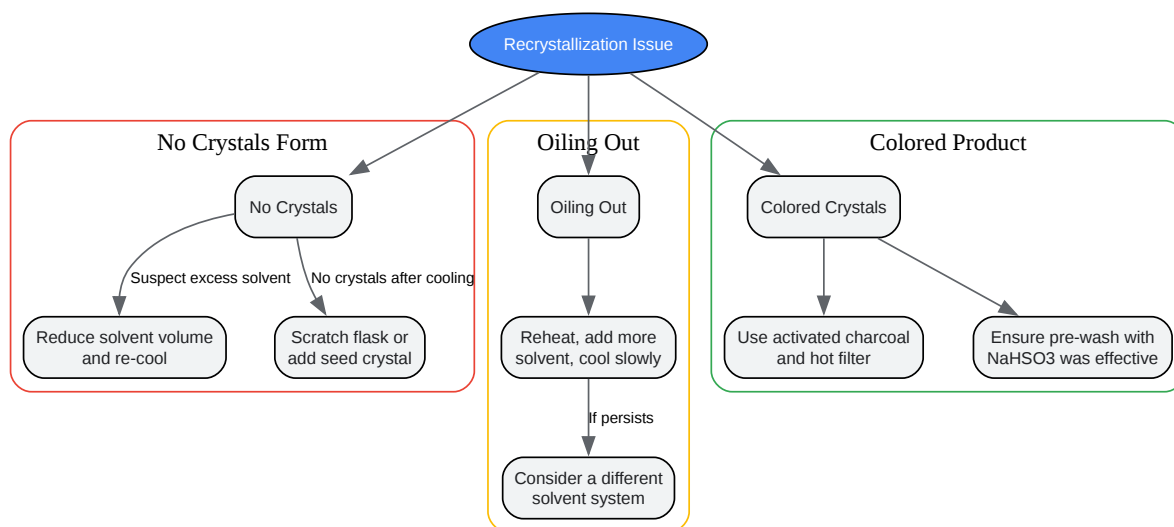 Recrystallization Issue
No Crystals Form
Oiling Out
Colored Product
No Crystals
Oiling Out
Colored Crystals
Suspect excess solvent
No crystals after cooling
Reduce solvent volume
and re-cool
Scratch flask or
add seed crystal
Reheat, add more
solvent, cool slowly
Use activated charcoal
and hot filter
Ensure pre-wash with
NaHSO3 was effective
If persists
Consider a different
solvent system